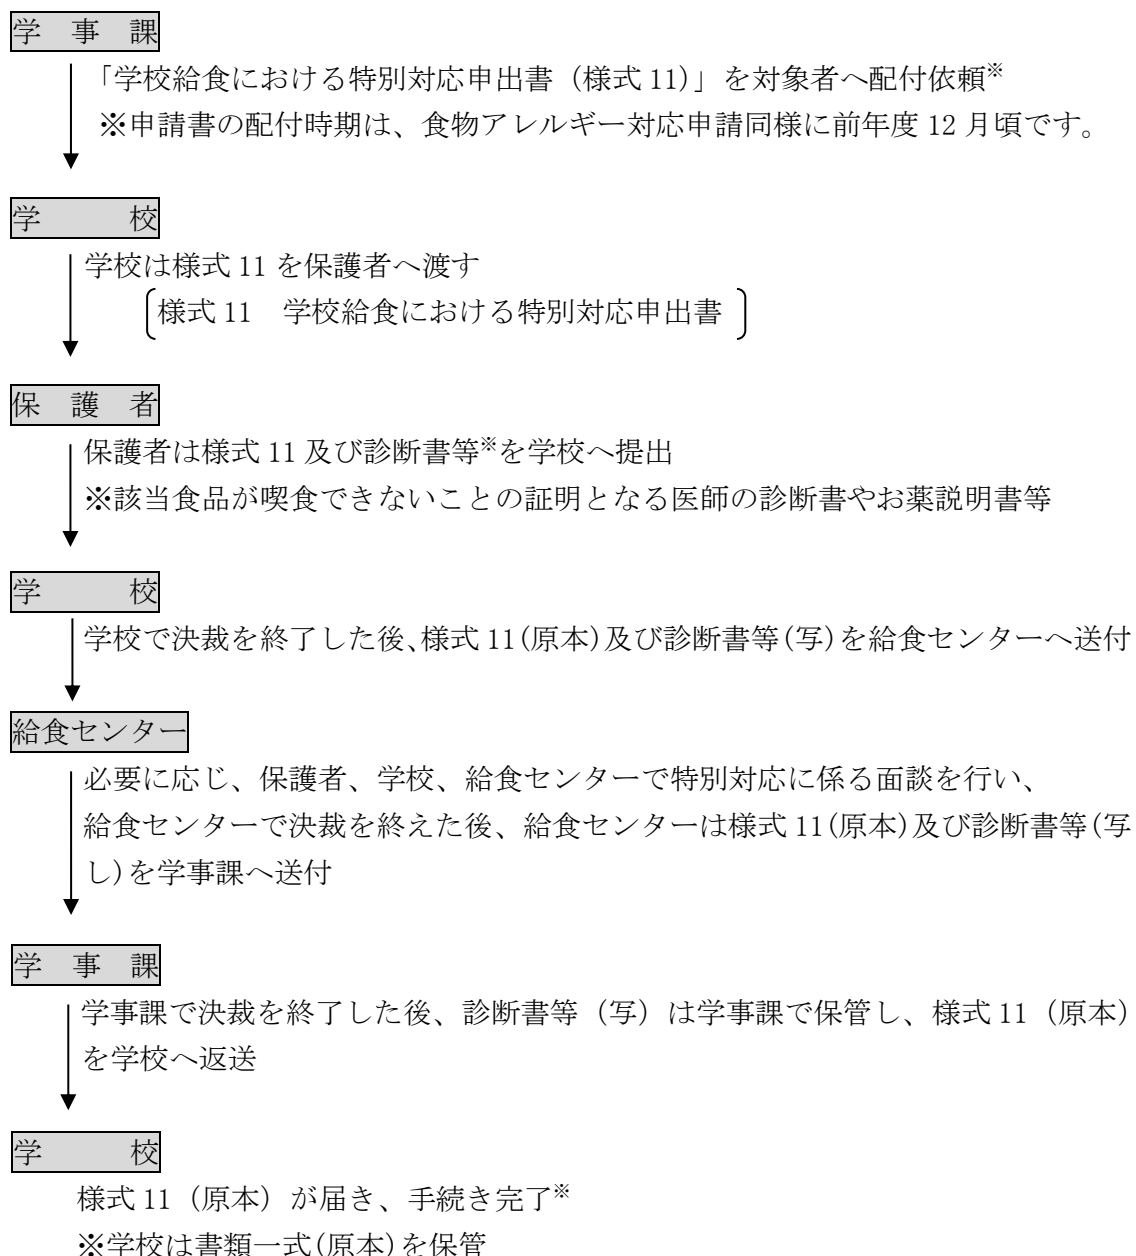 学　事　課
「学校給食における特別対応申出書（様式 11）」を対象者へ配付依頼※
※申請書の配付時期は、食物アレルギー対応申請同様に前年度 12 月頃です。
学　　　校
学校は様式 11 を保護者へ渡す
様式 11　学校給食における特別対応申出書
保　護　者
保護者は様式 11 及び診断書等※を学校へ提出
※該当食品が喫食できないことの証明となる医師の診断書やお薬説明書等
学　　　校
学校で決裁を終了した後、様式 11(原本)及び診断書等(写)を給食センターへ送付
給食センター
必要に応じ、保護者、学校、給食センターで特別対応に係る面談を行い、
給食センターで決裁を終えた後、給食センターは様式 11(原本)及び診断書等(写
し)を学事課へ送付
学　事　課
学事課で決裁を終了した後、診断書等（写）は学事課で保管し、様式 11（原本）
を学校へ返送
学　　　校
様式 11（原本）が届き、手続き完了※
※学校は書類一式(原本)を保管